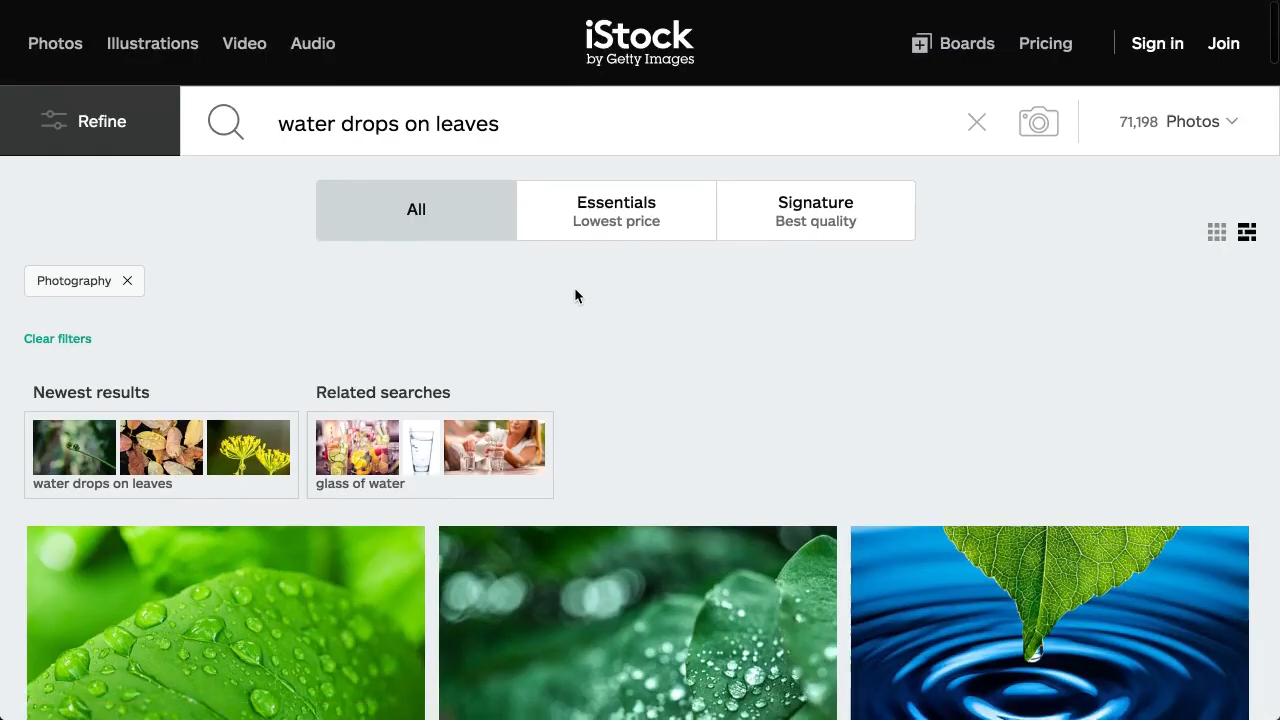 Photos Illustrations Video Audio
iStock
by Getty Images
Boards Pricing Sign in Join
Refine
water drops on leaves
71,198 Photos
All
Essentials
Lowest price
Signature
Best quality
Photography
Clear filters
Newest results
water drops on leaves
Related searches
glass of water